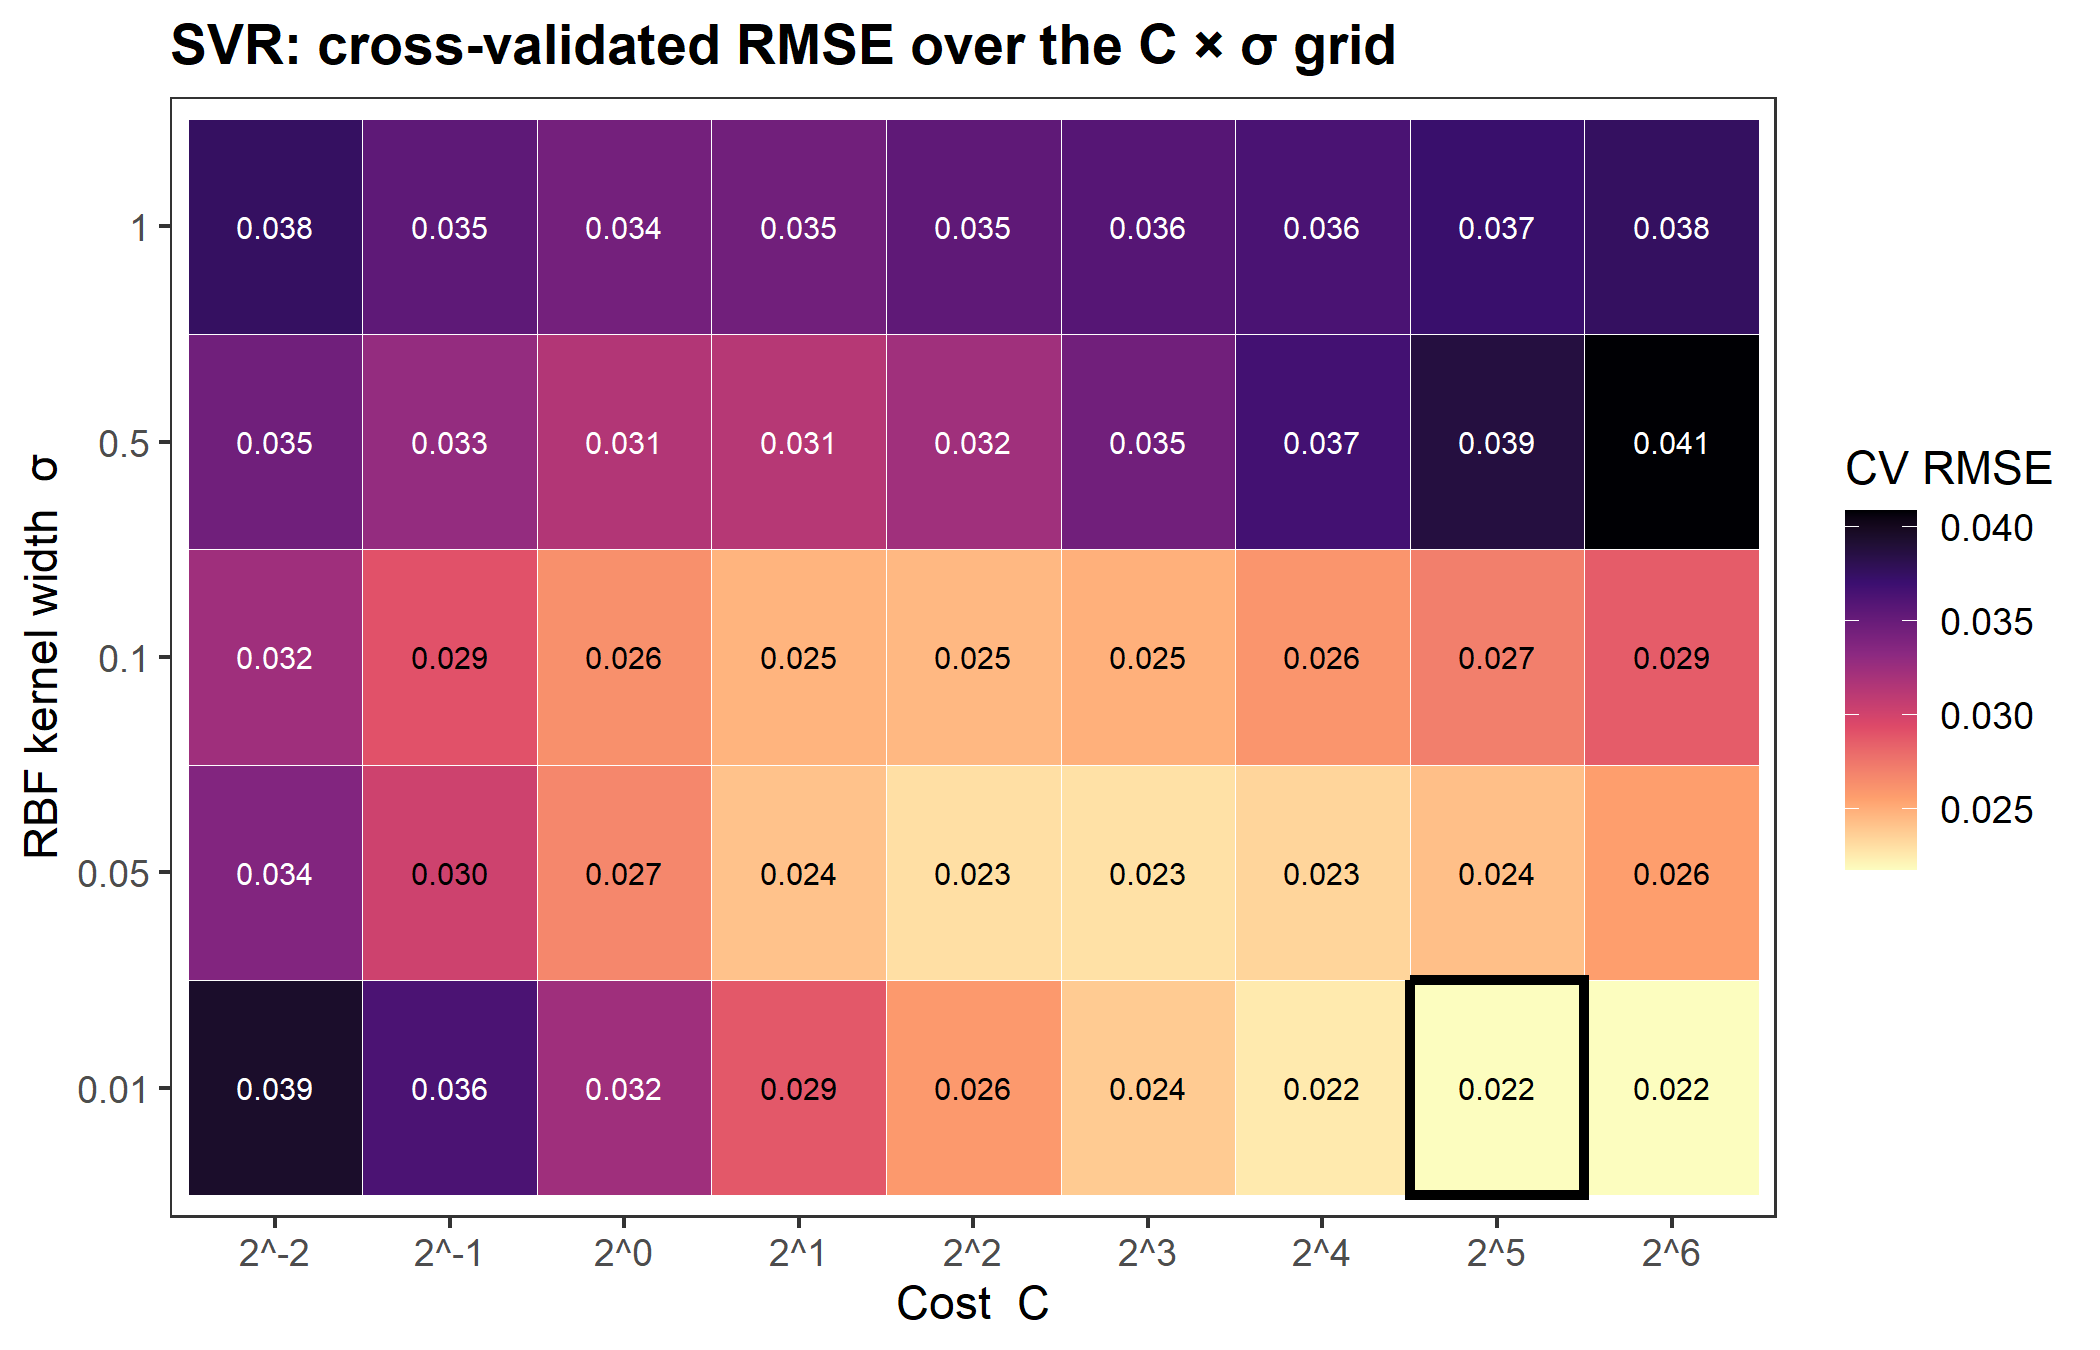 SVR: cross-validated RMSE over the C × σ grid
1 0.038 0.035 0.034 0.035 0.035 0.036 0.036 0.037 0.038
0.5 0.035 0.033 0.031 0.031 0.032 0.035 0.037 0.039 0.041
0.1 0.032 0.029 0.026 0.025 0.025 0.025 0.026 0.027 0.029
0.05 0.034 0.030 0.027 0.024 0.023 0.023 0.023 0.024 0.026
0.01 0.039 0.036 0.032 0.029 0.026 0.024 0.022 0.022 0.022
2^-2 2^-1 2^0 2^1 2^2 2^3 2^4 2^5 2^6
Cost C
RBF kernel width σ
CV RMSE
0.040
0.035
0.030
0.025